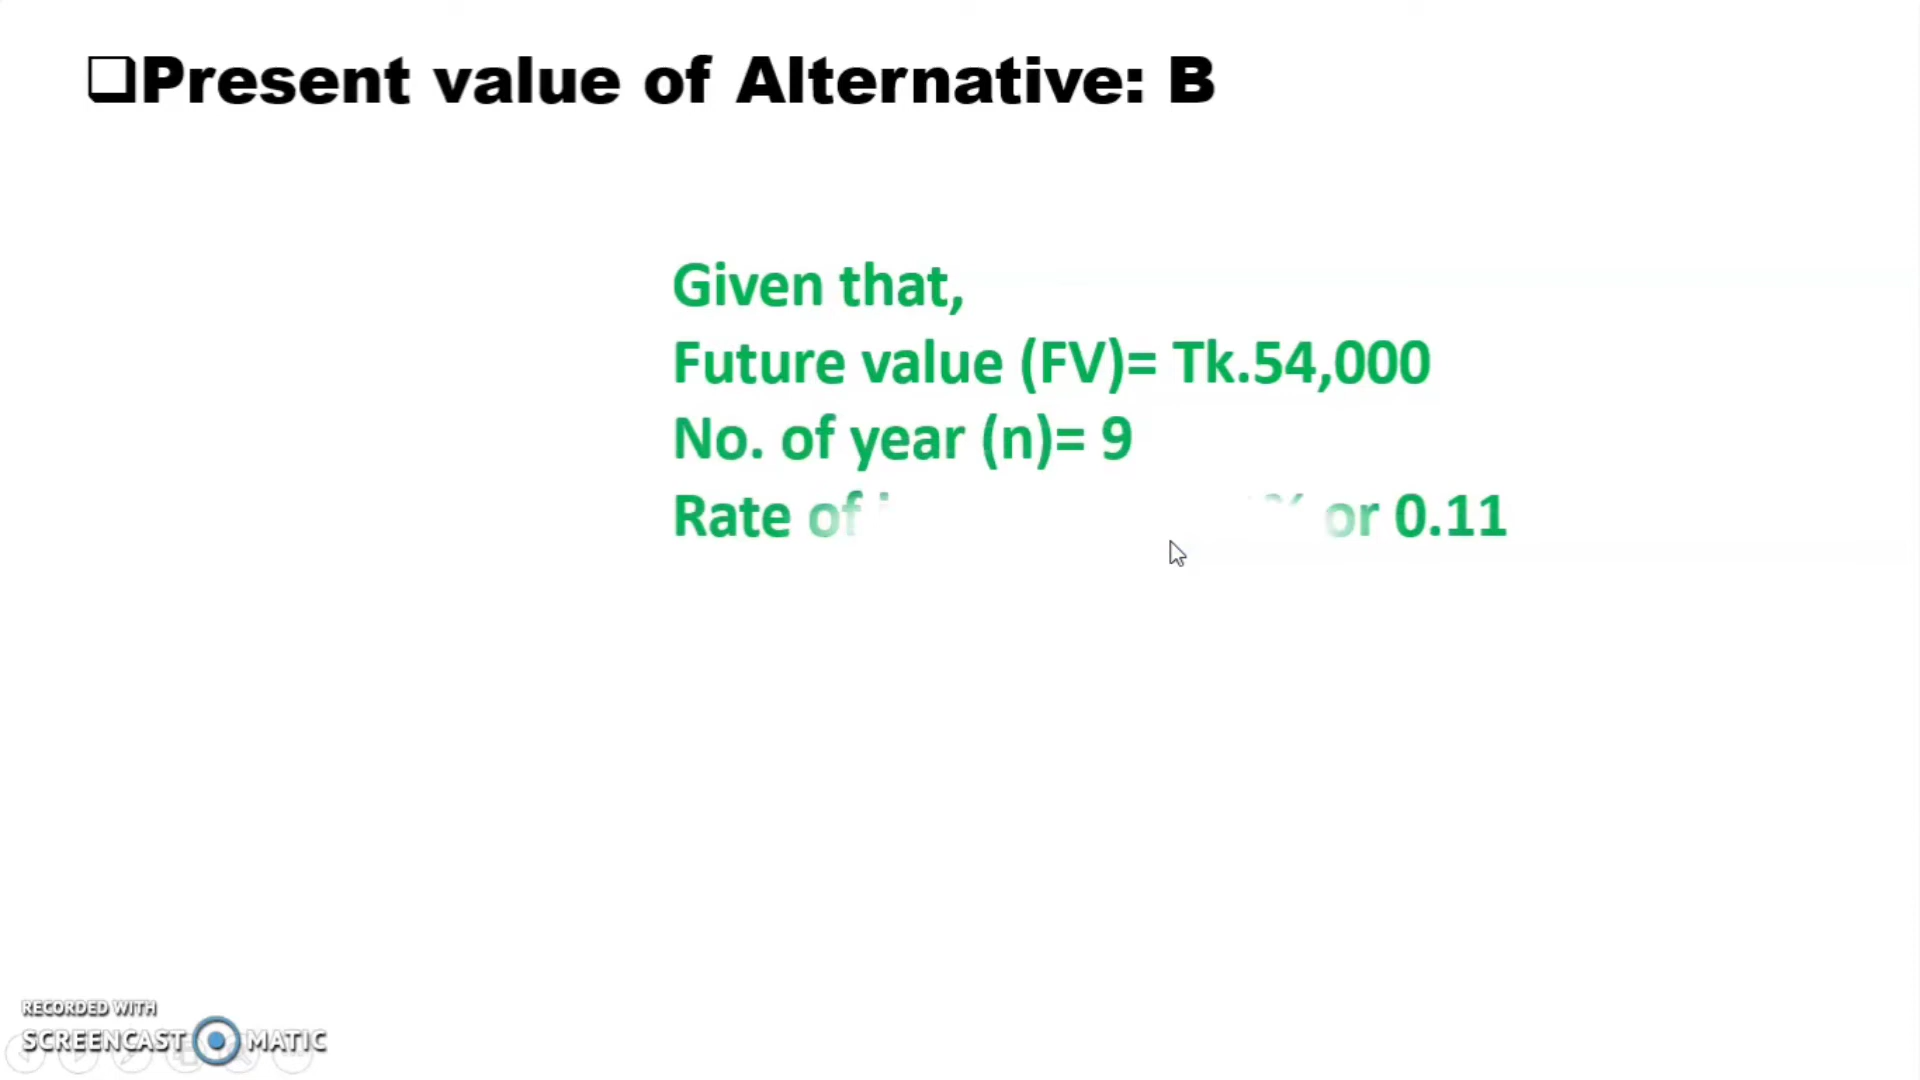 ❑Present value of Alternative: B
Given that,
Future value (FV)= Tk.54,000
No. of year (n)= 9
Rate of or 0.11
RECORDED WITH
SCREENCAST MATIC